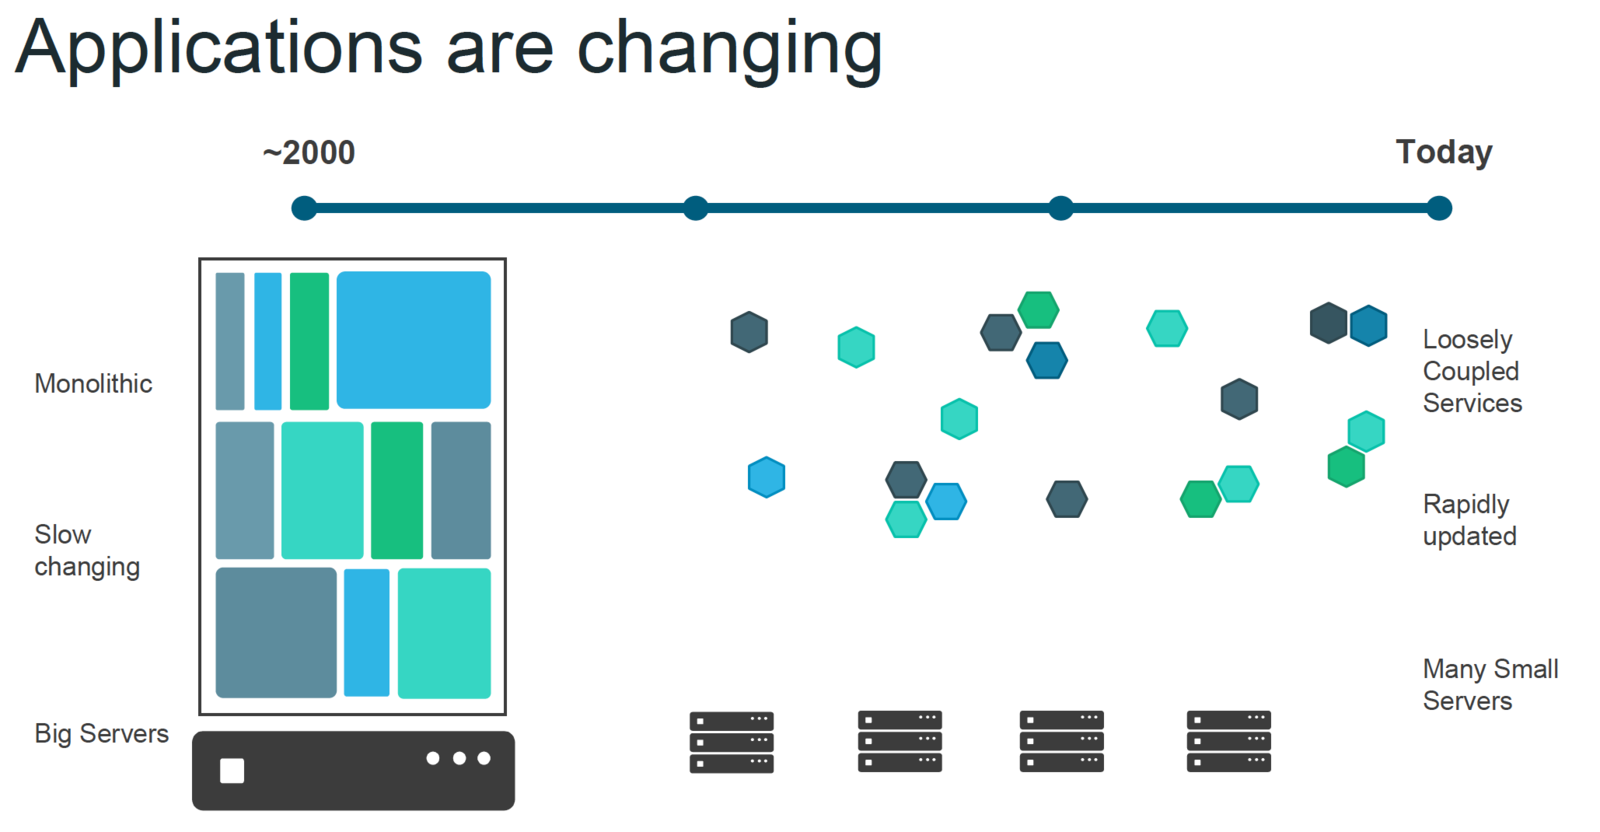 Applications are changing
~2000
Today
Monolithic
Slow
changing
Big Servers
Loosely
Coupled
Services
Rapidly
updated
Many Small
Servers